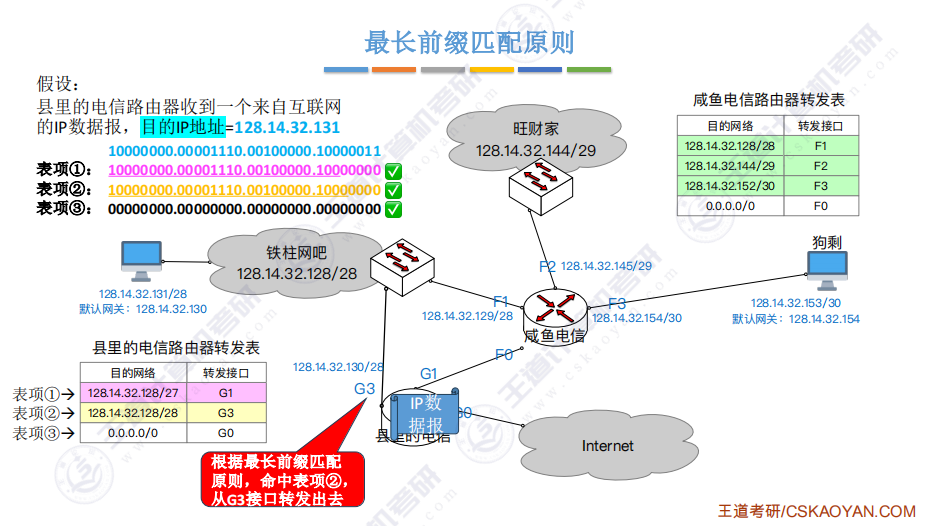 最长前缀匹配原则
假设：
县里的电信路由器收到一个来自互联网
的IP数据报，目的IP地址=128.14.32.131
10000000.00001110.00100000.10000011
表项①： 10000000.00001110.00100000.10000000
表项②： 10000000.00001110.00100000.10000000
表项③： 00000000.00000000.00000000.00000000
旺财家
128.14.32.144/29
咸鱼电信路由器转发表
目的网络 转发接口
128.14.32.128/28 F1
128.14.32.144/29 F2
128.14.32.152/30 F3
0.0.0.0/0 F0
铁柱网吧
128.14.32.128/28
128.14.32.131/28
默认网关：128.14.32.130
F2 128.14.32.145/29
F1
128.14.32.129/28
咸鱼电信
F3
128.14.32.154/30
狗剩
128.14.32.153/30
默认网关：128.14.32.154
F0
县里的电信路由器转发表
目的网络 转发接口
表项①→ 128.14.32.128/27 G1
表项②→ 128.14.32.128/28 G3
表项③→ 0.0.0.0/0 G0
128.14.32.130/28
G3
G1
IP数
据报
县里的电信
Internet
根据最长前缀匹配
原则，命中表项②，
从G3接口转发出去
王道考研/CSKAOYAN.COM